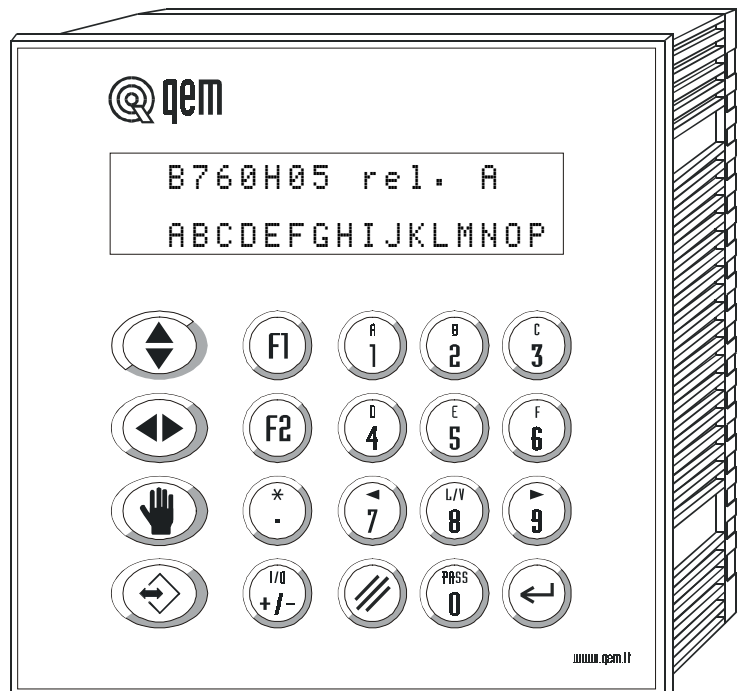 qem
B760H05 rel. A
ABCDEFGHIJKLMNOP
F1 A 1 B 2 C 3
F2 D 4 E 5 F 6
* . ◄ 7 L/V 8 ► 9
I/O +/- /// PASS 0
www.qem.it